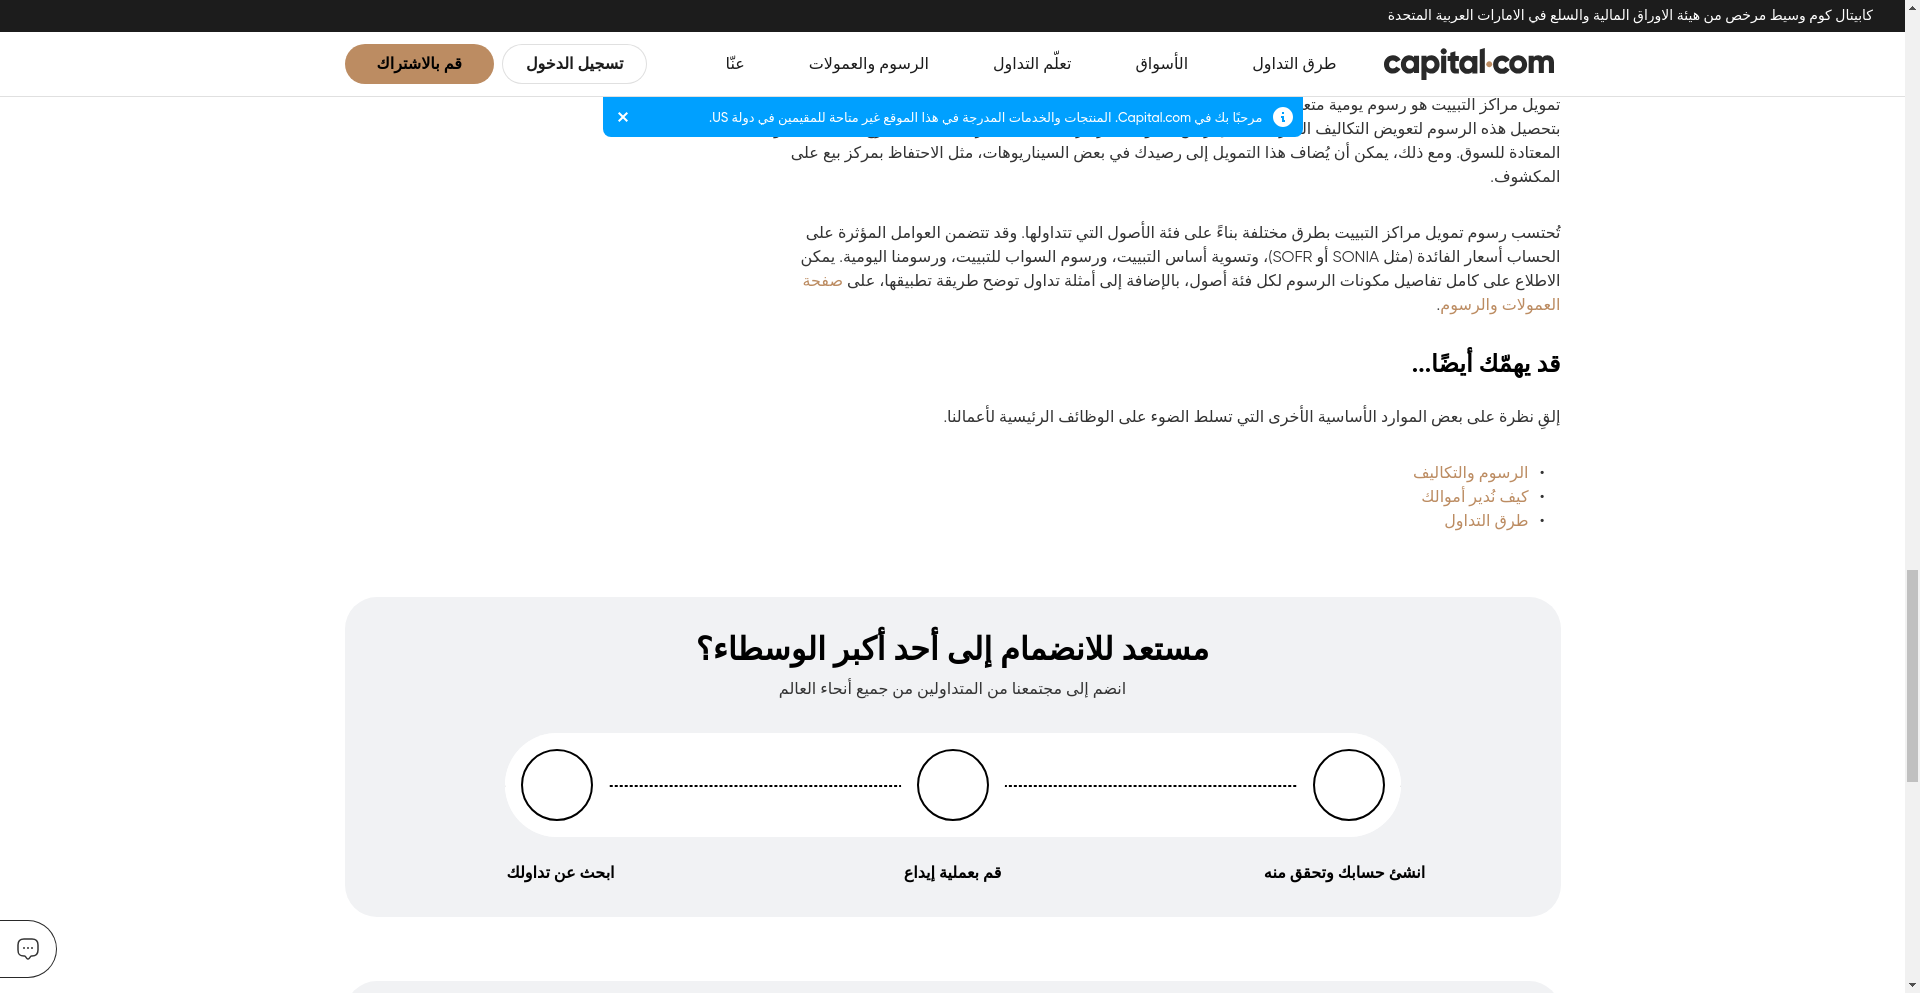 كابيتال كوم وسيط مرخص من هيئة الاوراق المالية والسلع في الامارات العربية المتحدة
capital.com
طرق التداول
الأسواق
تعلّم التداول
الرسوم والعمولات
عنّا
تسجيل الدخول
قم بالاشتراك
مرحبًا بك في Capital.com. المنتجات والخدمات المدرجة في هذا الموقع غير متاحة للمقيمين في دولة US.
تمويل مراكز التبييت هو رسوم يومية
بتحصيل هذه الرسوم لتعويض التكاليف
المعتادة للسوق. ومع ذلك، يمكن أن يُضاف هذا التمويل إلى رصيدك في بعض السيناريوهات، مثل الاحتفاظ بمركز بيع على
المكشوف.
تُحتسب رسوم تمويل مراكز التبييت بطرق مختلفة بناءً على فئة الأصول التي تتداولها. وقد تتضمن العوامل المؤثرة على
الحساب أسعار الفائدة (مثل SONIA أو SOFR)، وتسوية أساس التبييت، ورسوم السواب للتبييت، ورسومنا اليومية. يمكن
الاطلاع على كامل تفاصيل مكونات الرسوم لكل فئة أصول، بالإضافة إلى أمثلة تداول توضح طريقة تطبيقها، على صفحة
العمولات والرسوم.
قد يهمّك أيضًا...
إلقِ نظرة على بعض الموارد الأساسية الأخرى التي تسلط الضوء على الوظائف الرئيسية لأعمالنا.
• الرسوم والتكاليف
• كيف نُدير أموالك
• طرق التداول
مستعد للانضمام إلى أحد أكبر الوسطاء؟
انضم إلى مجتمعنا من المتداولين من جميع أنحاء العالم
انشئ حسابك وتحقق منه
قم بعملية إيداع
ابحث عن تداولك